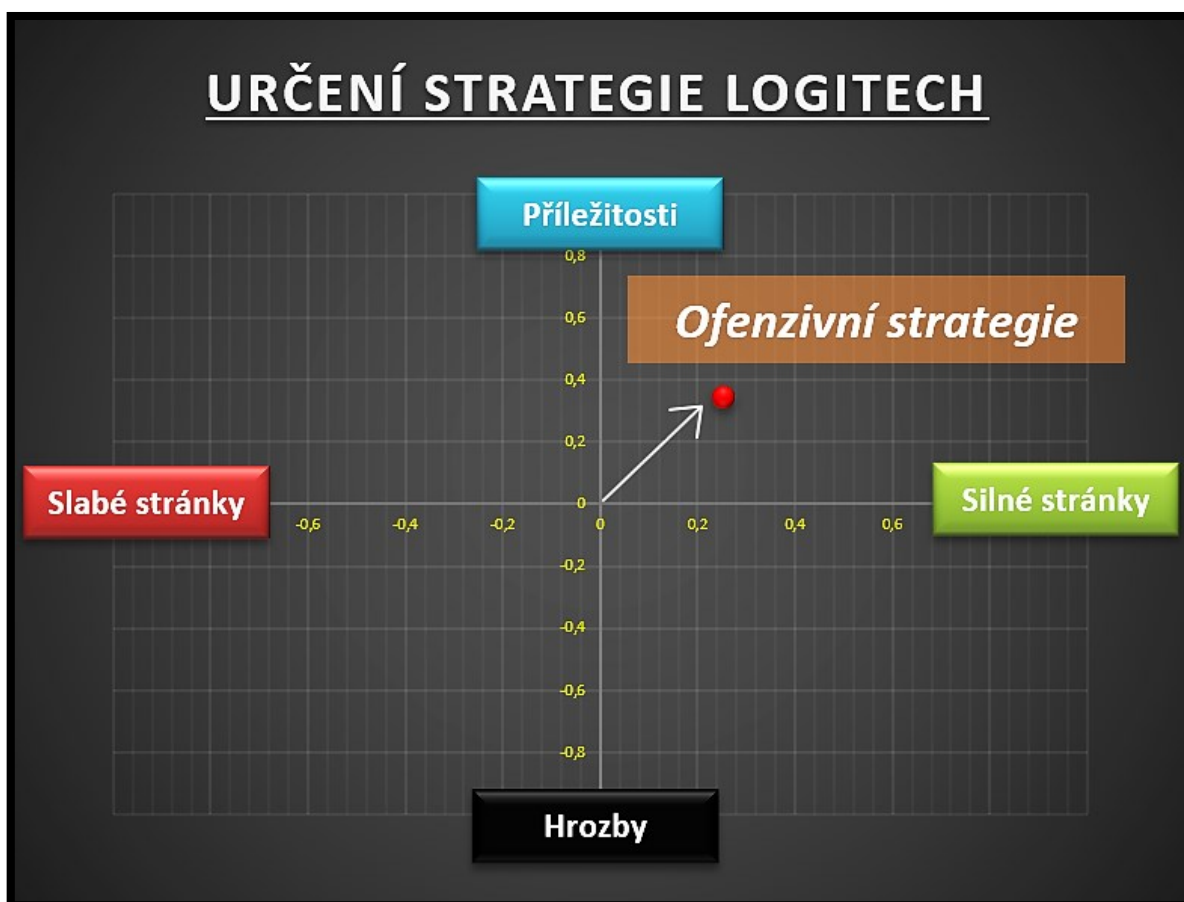 URČENÍ STRATEGIE LOGITECH
Příležitosti
0,8
Ofenzivní strategie
0,6
0,4
0,2
Slabé stránky
0
Silné stránky
-0,6 -0,4 -0,2 0 0,2 0,4 0,6
-0,2
-0,4
-0,6
-0,8
Hrozby